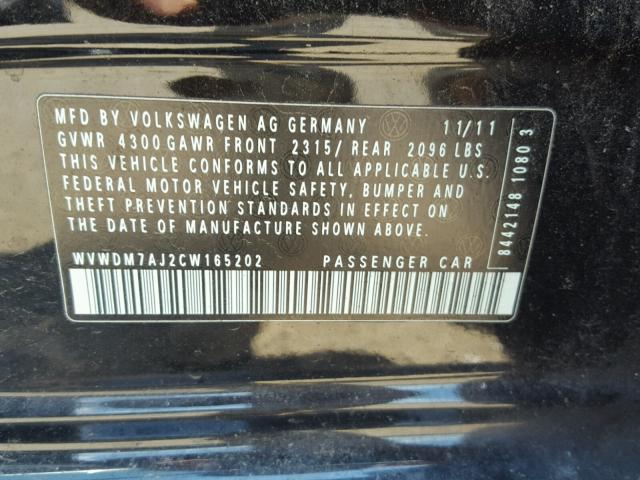 MFD BY VOLKSWAGEN AG GERMANY 11/11
GVWR 4300 GAWR FRONT 2315/ REAR 2096 LBS
THIS VEHICLE CONFORMS TO ALL APPLICABLE U.S.
FEDERAL MOTOR VEHICLE SAFETY, BUMPER AND
THEFT PREVENTION STANDARDS IN EFFECT ON
THE DATE OF MANUFACTURE SHOWN ABOVE.
WVWDM7AJ2CW165202 PASSENGER CAR
8442148 1080 3